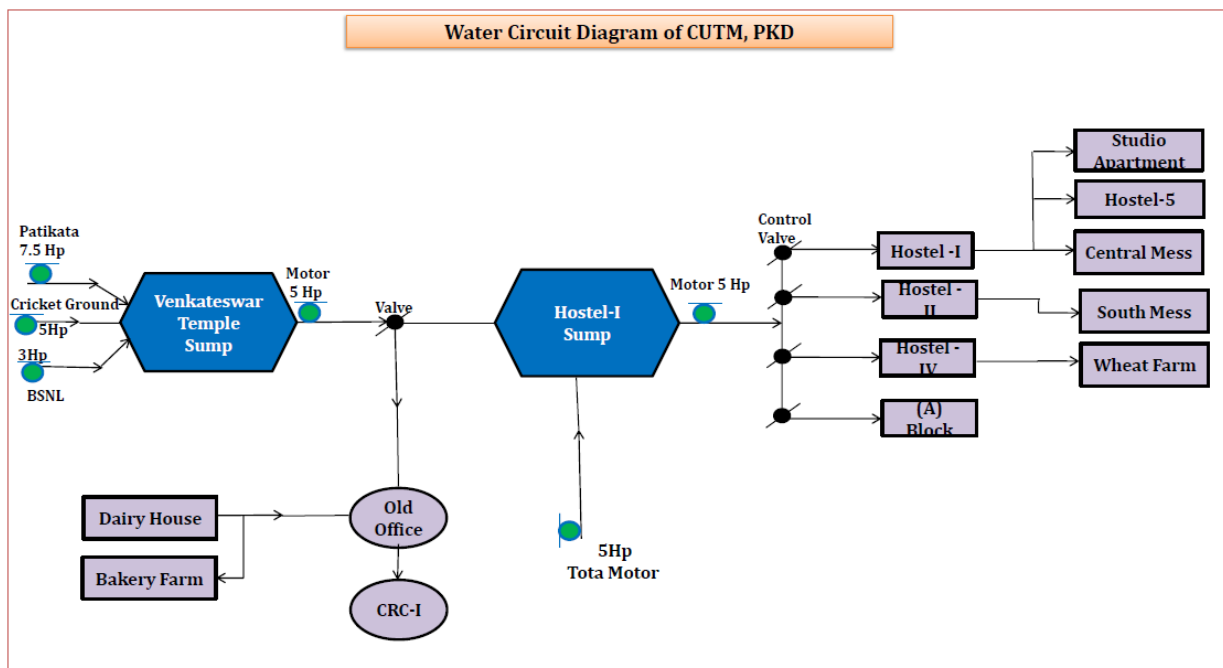 Water Circuit Diagram of CUTM, PKD
Patikata
7.5 Hp
Cricket Ground
5Hp
3Hp
BSNL
Venkateswar
Temple
Sump
Motor
5 Hp
Valve
Hostel-I
Sump
Motor 5 Hp
Control
Valve
Hostel -I
Hostel -
II
Hostel -
IV
(A)
Block
Studio
Apartment
Hostel-5
Central Mess
South Mess
Wheat Farm
Dairy House
Bakery Farm
Old
Office
CRC-I
5Hp
Tota Motor